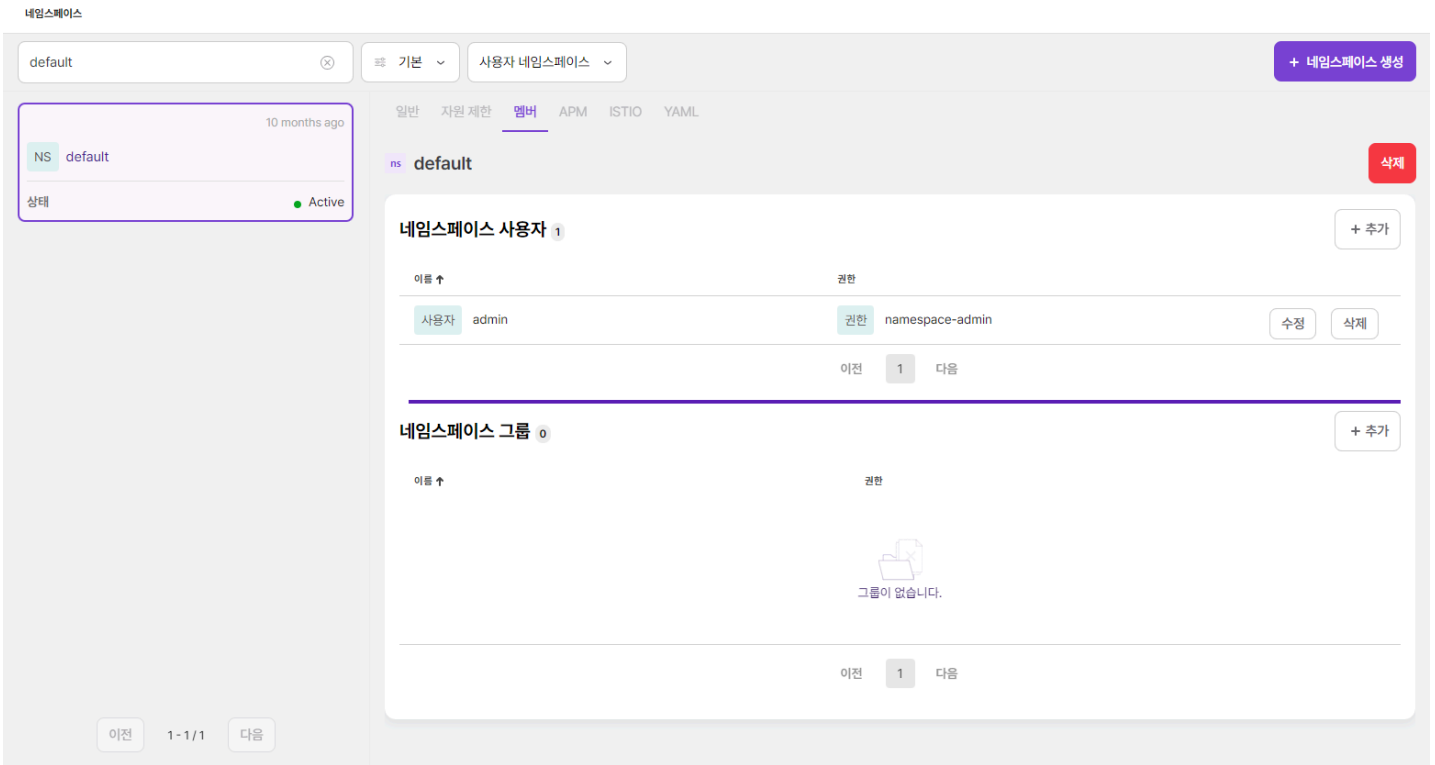 네임스페이스
default
기본
사용자 네임스페이스
+ 네임스페이스 생성
10 months ago
NS default
상태 Active
이전 1 - 1 / 1 다음
일반 자원 제한 멤버 APM ISTIO YAML
ns default
삭제
네임스페이스 사용자 1
+ 추가
이름 ↑ 권한
사용자 admin 권한 namespace-admin 수정 삭제
이전 1 다음
네임스페이스 그룹 0
+ 추가
이름 ↑ 권한
그룹이 없습니다.
이전 1 다음